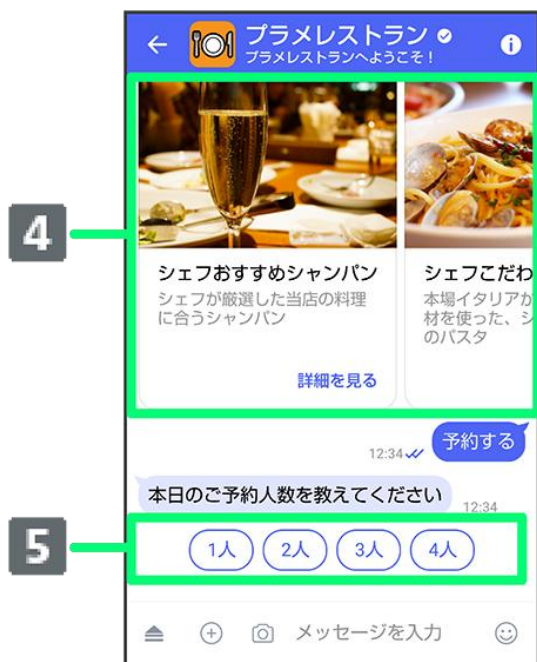 プラメレストラン
プラメレストランへようこそ！
4
シェフおすすめシャンパン
シェフが厳選した当店の料理
に合うシャンパン
詳細を見る
シェフこだわ
本場イタリアか
材を使った、シ
のパスタ
予約する
12:34
本日のご予約人数を教えてください
12:34
5
1人 2人 3人 4人
メッセージを入力